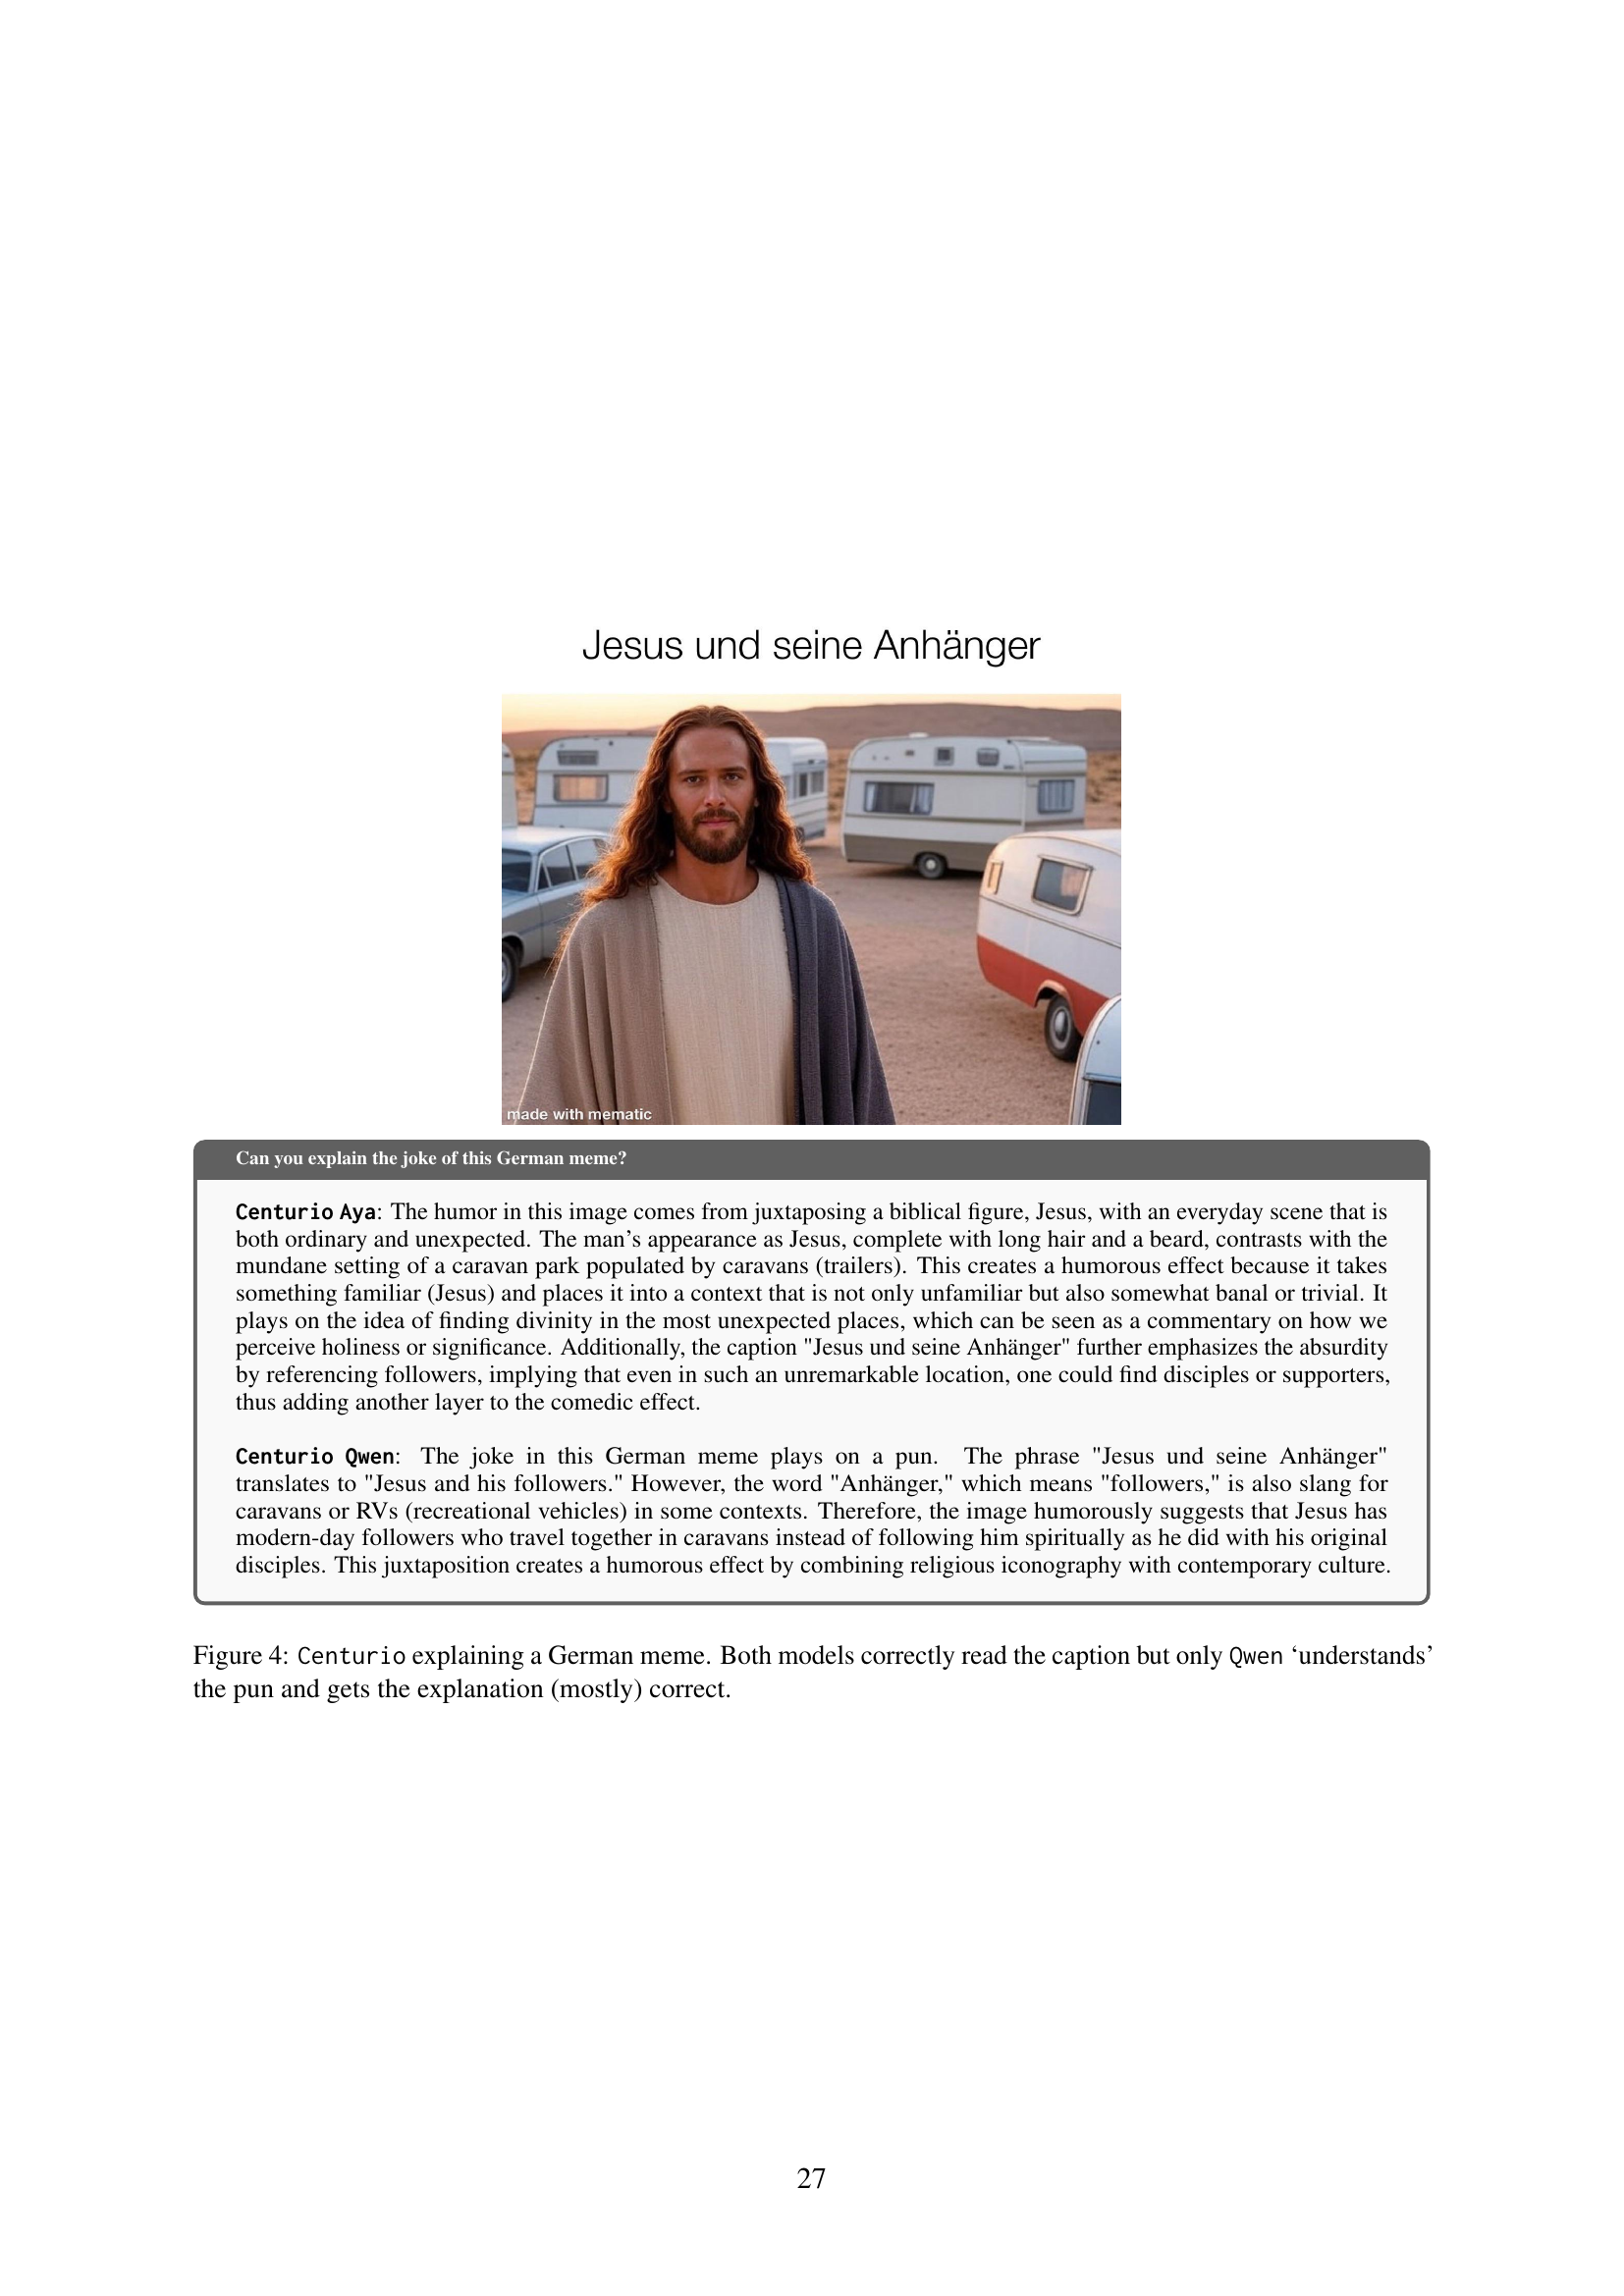 Jesus und seine Anhänger
made with mematic
Can you explain the joke of this German meme?
Centurio Aya: The humor in this image comes from juxtaposing a biblical figure, Jesus, with an everyday scene that is
both ordinary and unexpected. The man's appearance as Jesus, complete with long hair and a beard, contrasts with the
mundane setting of a caravan park populated by caravans (trailers). This creates a humorous effect because it takes
something familiar (Jesus) and places it into a context that is not only unfamiliar but also somewhat banal or trivial. It
plays on the idea of finding divinity in the most unexpected places, which can be seen as a commentary on how we
perceive holiness or significance. Additionally, the caption "Jesus und seine Anhänger" further emphasizes the absurdity
by referencing followers, implying that even in such an unremarkable location, one could find disciples or supporters,
thus adding another layer to the comedic effect.
Centurio Qwen: The joke in this German meme plays on a pun. The phrase "Jesus und seine Anhänger"
translates to "Jesus and his followers." However, the word "Anhänger," which means "followers," is also slang for
caravans or RVs (recreational vehicles) in some contexts. Therefore, the image humorously suggests that Jesus has
modern-day followers who travel together in caravans instead of following him spiritually as he did with his original
disciples. This juxtaposition creates a humorous effect by combining religious iconography with contemporary culture.
Figure 4: Centurio explaining a German meme. Both models correctly read the caption but only Qwen ‘understands’
the pun and gets the explanation (mostly) correct.
27